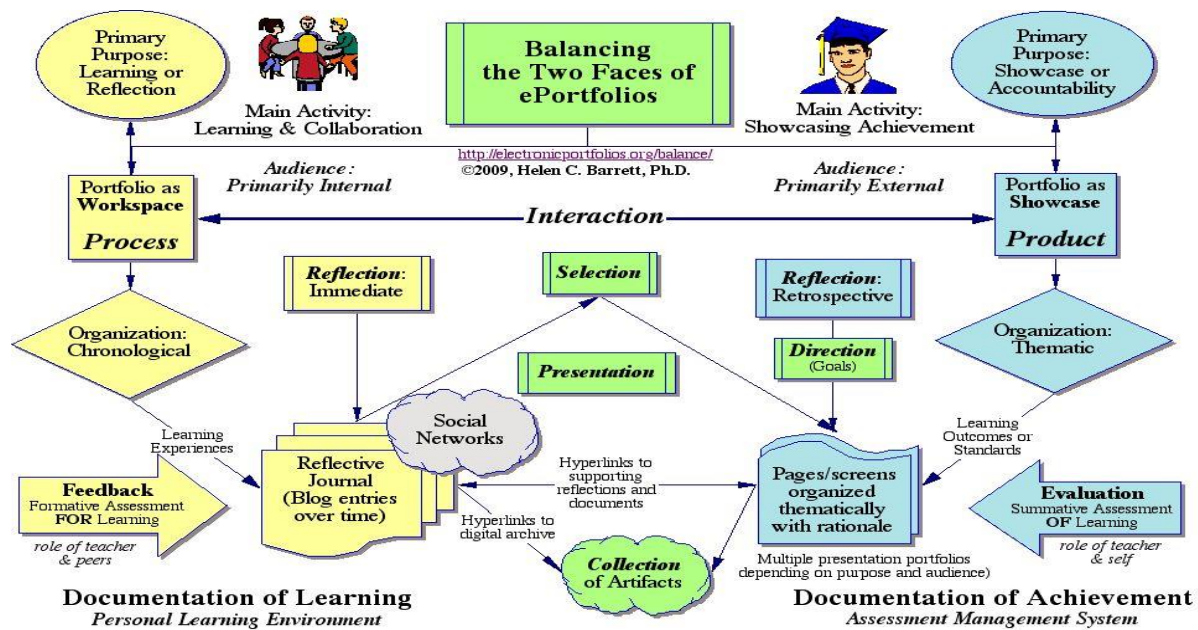 Primary
Purpose:
Learning or
Reflection
Main Activity:
Learning & Collaboration
Balancing
the Two Faces of
ePortfolios
Main Activity:
Showcasing Achievement
Primary
Purpose:
Showcase or
Accountability
http://electronicportfolios.org/balance/
©2009, Helen C. Barrett, Ph.D.
Audience:
Primarily Internal
Audience:
Primarily External
Portfolio as
Workspace
Process
Interaction
Portfolio as
Showcase
Product
Reflection:
Immediate
Selection
Reflection:
Retrospective
Organization:
Chronological
Presentation
Direction
(Goals)
Organization:
Thematic
Learning
Experiences
Social
Networks
Learning
Outcomes or
Standards
Feedback
Formative Assessment
FOR Learning
role of teacher
& peers
Reflective
Journal
(Blog entries
over time)
Hyperlinks to
supporting
reflections and
documents
Hyperlinks to
digital archive
Collection
of Artifacts
Pages/screens
organized
thematically
with rationale
Multiple presentation portfolios
depending on purpose and audience)
Evaluation
Summative Assessment
OF Learning
role of teacher
& self
Documentation of Learning
Personal Learning Environment
Documentation of Achievement
Assessment Management System